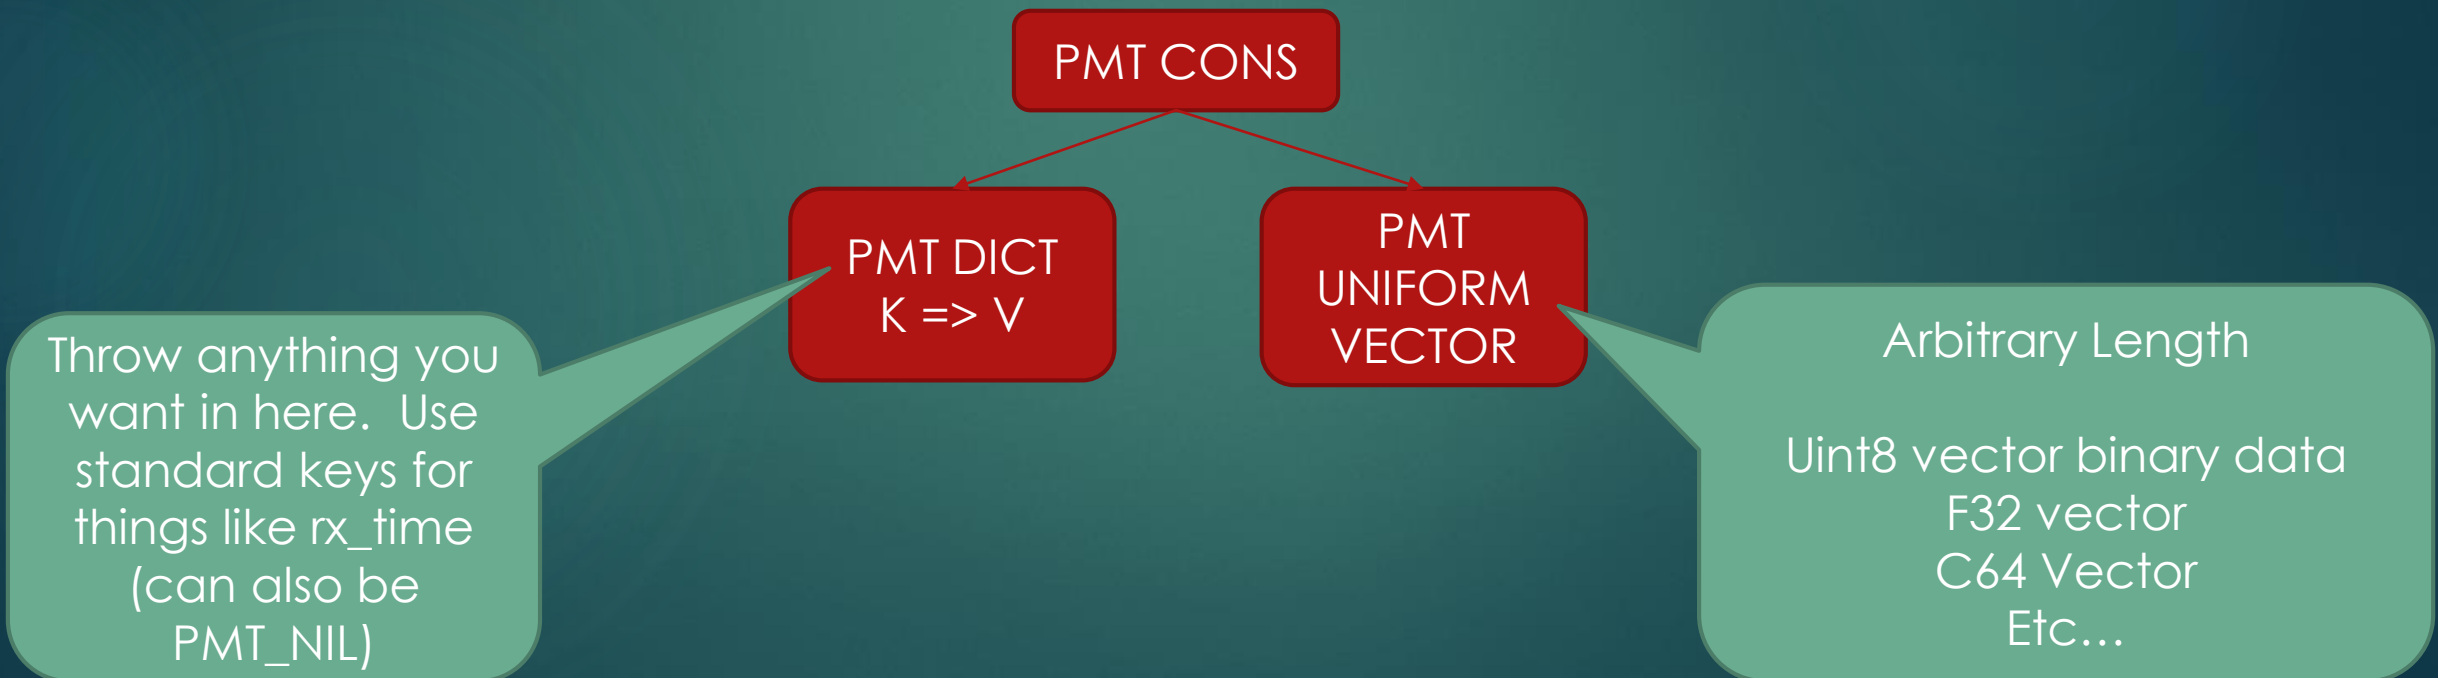 PMT CONS
PMT DICT
K => V
PMT
UNIFORM
VECTOR
Throw anything you
want in here.  Use
standard keys for
things like rx_time
(can also be
PMT_NIL)
Arbitrary Length
Uint8 vector binary data
F32 vector
C64 Vector
Etc…